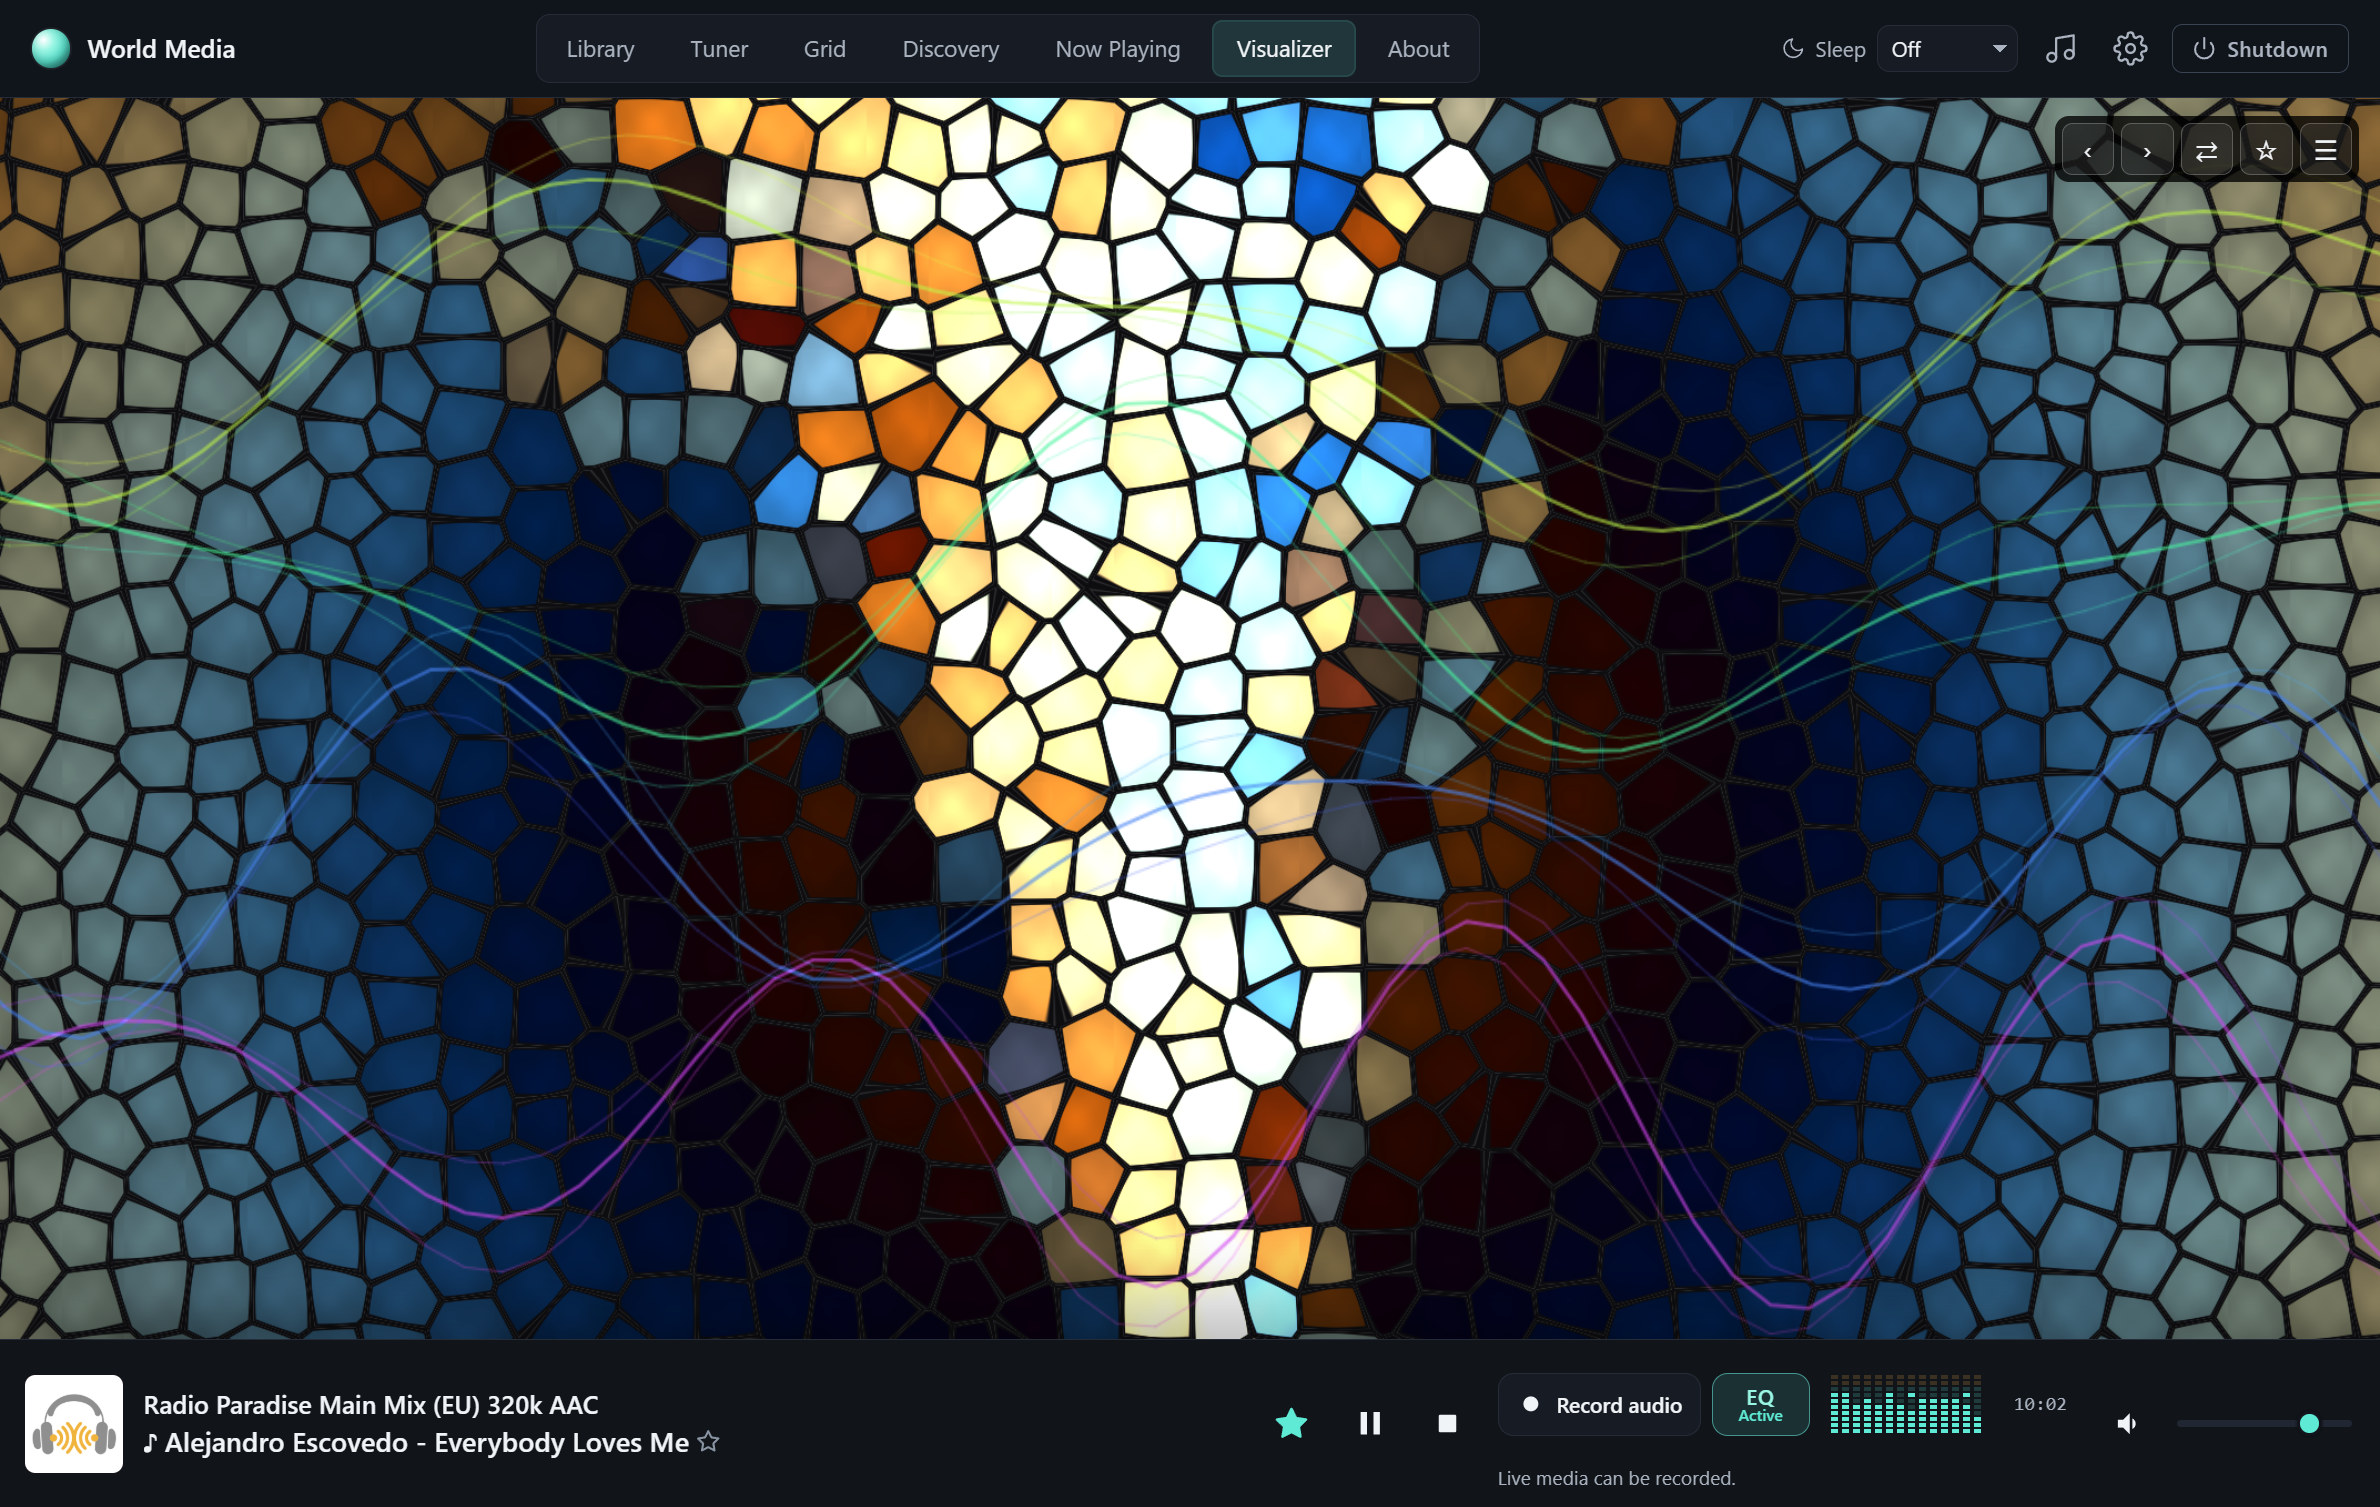 World Media
Library
Tuner
Grid
Discovery
Now Playing
Visualizer
About
Sleep
Off
Shutdown
Radio Paradise Main Mix (EU) 320k AAC
Alejandro Escovedo - Everybody Loves Me
Record audio
EQ
Active
10:02
Live media can be recorded.